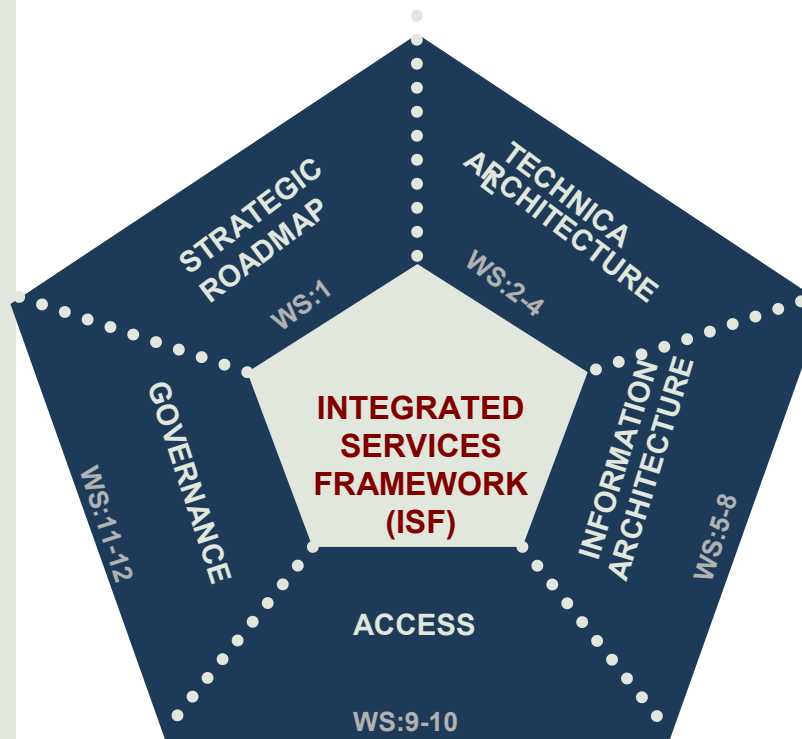 STRATEGIC
ROADMAP
WS:1
TECHNICA
L
ARCHITECTURE
WS:2-4
INFORMATION
ARCHITECTURE
WS:5-8
ACCESS
WS:9-10
GOVERNANCE
WS:11-12
INTEGRATED
SERVICES
FRAMEWORK
(ISF)